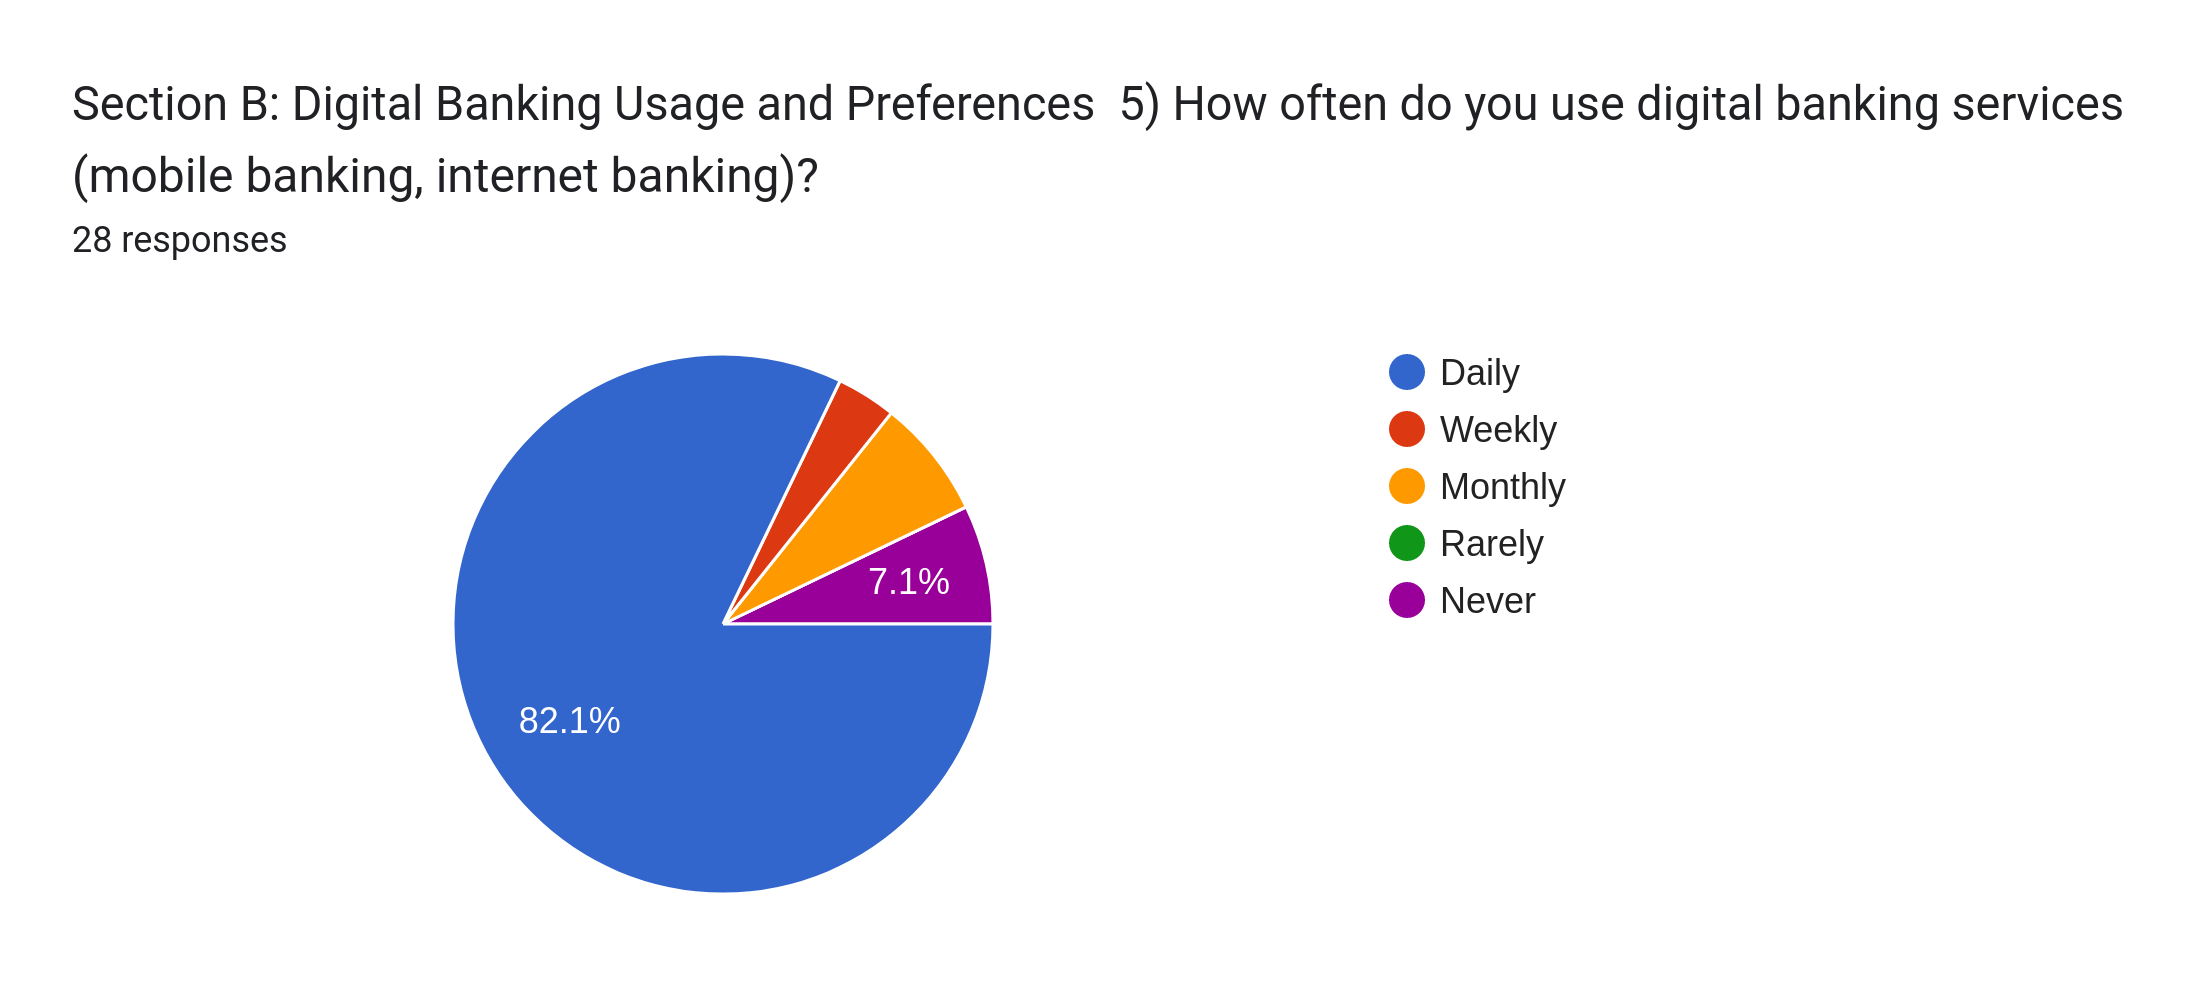 Section B: Digital Banking Usage and Preferences  5) How often do you use digital banking services
(mobile banking, internet banking)?
28 responses
Daily
Weekly
Monthly
Rarely
Never
7.1%
82.1%